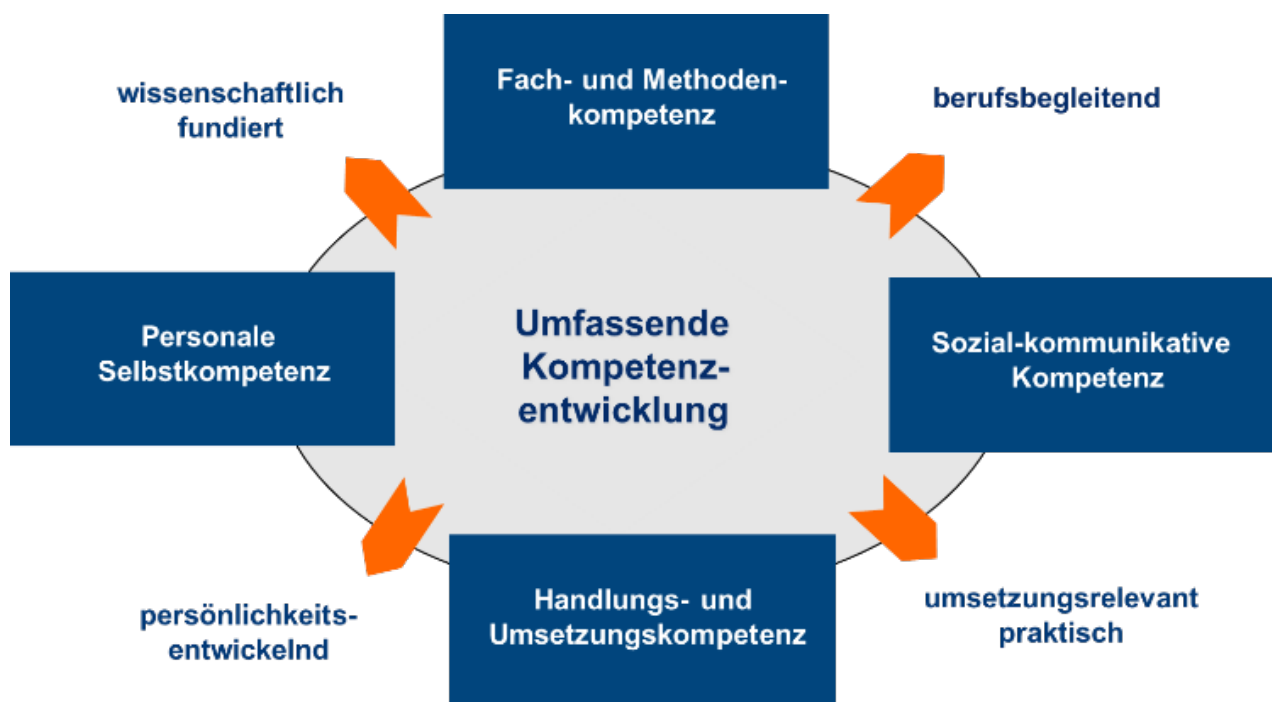 wissenschaftlich
fundiert
Fach- und Methoden-
kompetenz
berufsbegleitend
Personale
Selbstkompetenz
Umfassende
Kompetenz-
entwicklung
Sozial-kommunikative
Kompetenz
persönlichkeits-
entwickelnd
Handlungs- und
Umsetzungskompetenz
umsetzungsrelevant
praktisch